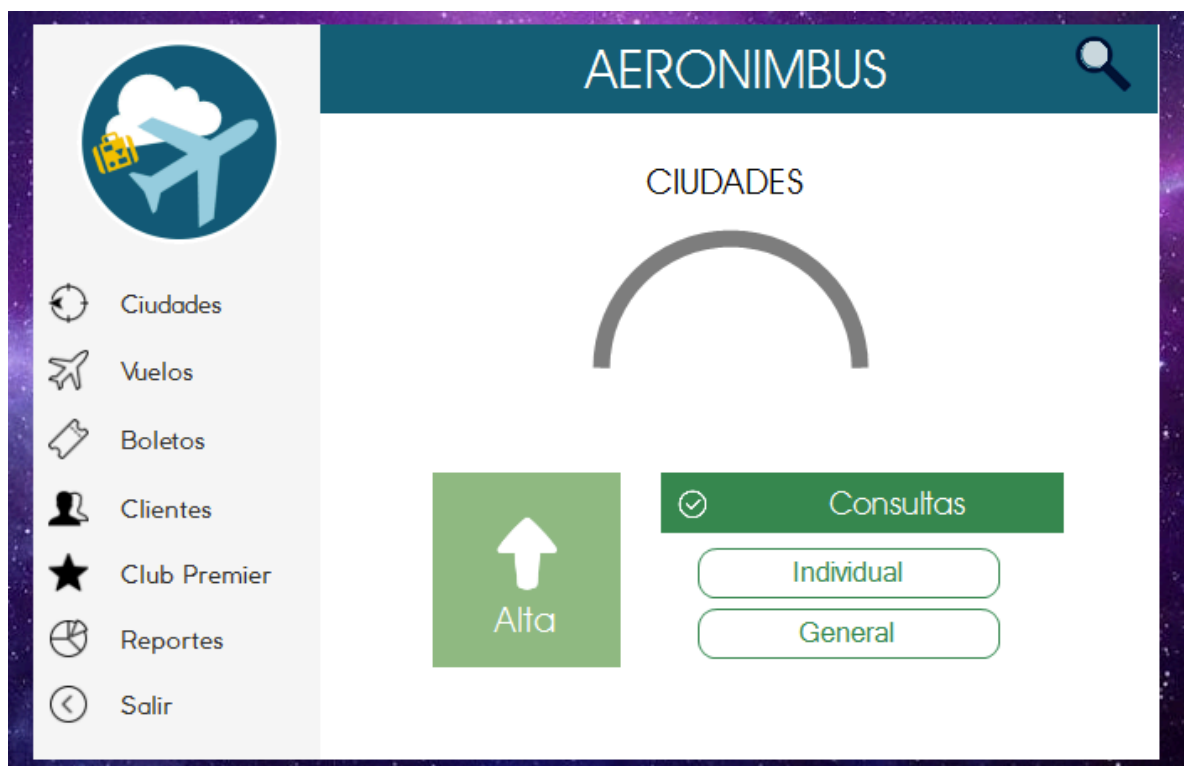 AERONIMBUS
CIUDADES
Ciudades
Vuelos
Boletos
Clientes
Club Premier
Reportes
Salir
Alta
Consultas
Individual
General